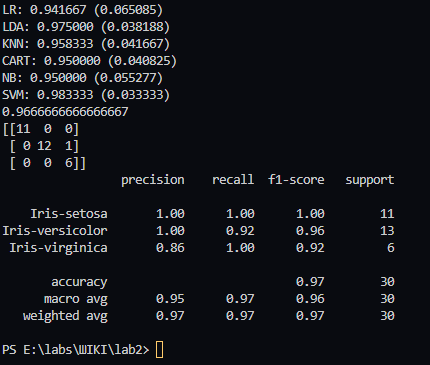 LR: 0.941667 (0.065085)
LDA: 0.975000 (0.038188)
KNN: 0.958333 (0.041667)
CART: 0.950000 (0.040825)
NB: 0.950000 (0.055277)
SVM: 0.983333 (0.033333)
0.9666666666666667
[[11  0  0]
 [ 0 12  1]
 [ 0  0  6]]
                 precision    recall  f1-score   support

    Iris-setosa       1.00      1.00      1.00        11
Iris-versicolor       1.00      0.92      0.96        13
 Iris-virginica       0.86      1.00      0.92         6

       accuracy                           0.97        30
      macro avg       0.95      0.97      0.96        30
   weighted avg       0.97      0.97      0.97        30

PS E:\labs\ШІКІ\lab2>